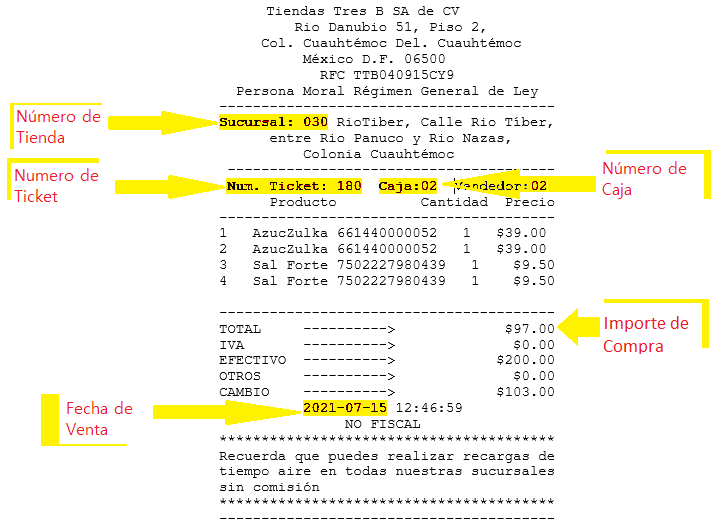 Tiendas Tres B SA de CV
Rio Danubio 51, Piso 2,
Col. Cuauhtémoc Del. Cuauhtémoc
México D.F. 06500
RFC TTB040915CY9
Persona Moral Régimen General de Ley
----------------------------------------
Número de
Tienda
Sucursal: 030 RioTiber, Calle Rio Tíber,
entre Rio Panuco y Rio Nazas,
Colonia Cuauhtémoc
----------------------------------------
Numero de
Ticket
Num. Ticket: 180 Caja:02 Vendedor:02
Número de
Caja
Producto Cantidad Precio
----------------------------------------
1 AzucZulka 661440000052 1 $39.00
2 AzucZulka 661440000052 1 $39.00
3 Sal Forte 7502227980439 1 $9.50
4 Sal Forte 7502227980439 1 $9.50
----------------------------------------
TOTAL ----------> $97.00
Importe de
Compra
IVA ----------> $0.00
EFECTIVO ----------> $200.00
OTROS ----------> $0.00
CAMBIO ----------> $103.00
Fecha de
Venta
2021-07-15 12:46:59
NO FISCAL
****************************************
Recuerda que puedes realizar recargas de
tiempo aire en todas nuestras sucursales
sin comisión
****************************************
----------------------------------------